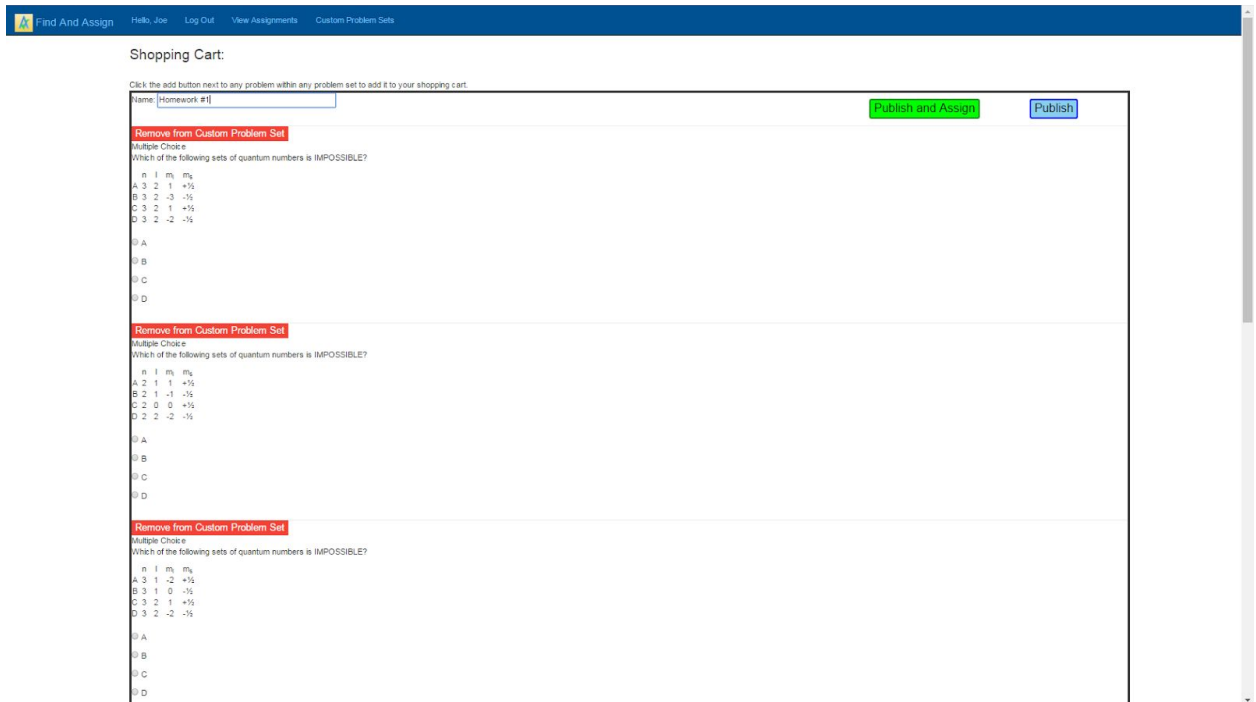 Find And Assign Hello, Joe Log Out View Assignments Custom Problem Sets
Shopping Cart:
Click the add button next to any problem within any problem set to add it to your shopping cart.
Name: Homework #1 Publish and Assign Publish
Remove from Custom Problem Set
Multiple Choice
Which of the following sets of quantum numbers is IMPOSSIBLE?
n l mₗ mₛ
A 3 2 1 +½
B 3 2 -3 -½
C 3 2 1 +½
D 3 2 -2 -½
A
B
C
D
Remove from Custom Problem Set
Multiple Choice
Which of the following sets of quantum numbers is IMPOSSIBLE?
n l mₗ mₛ
A 2 1 1 +½
B 2 1 -1 -½
C 2 0 0 +½
D 2 2 -2 -½
A
B
C
D
Remove from Custom Problem Set
Multiple Choice
Which of the following sets of quantum numbers is IMPOSSIBLE?
n l mₗ mₛ
A 3 1 -2 +½
B 3 1 0 -½
C 3 2 1 +½
D 3 2 -2 -½
A
B
C
D